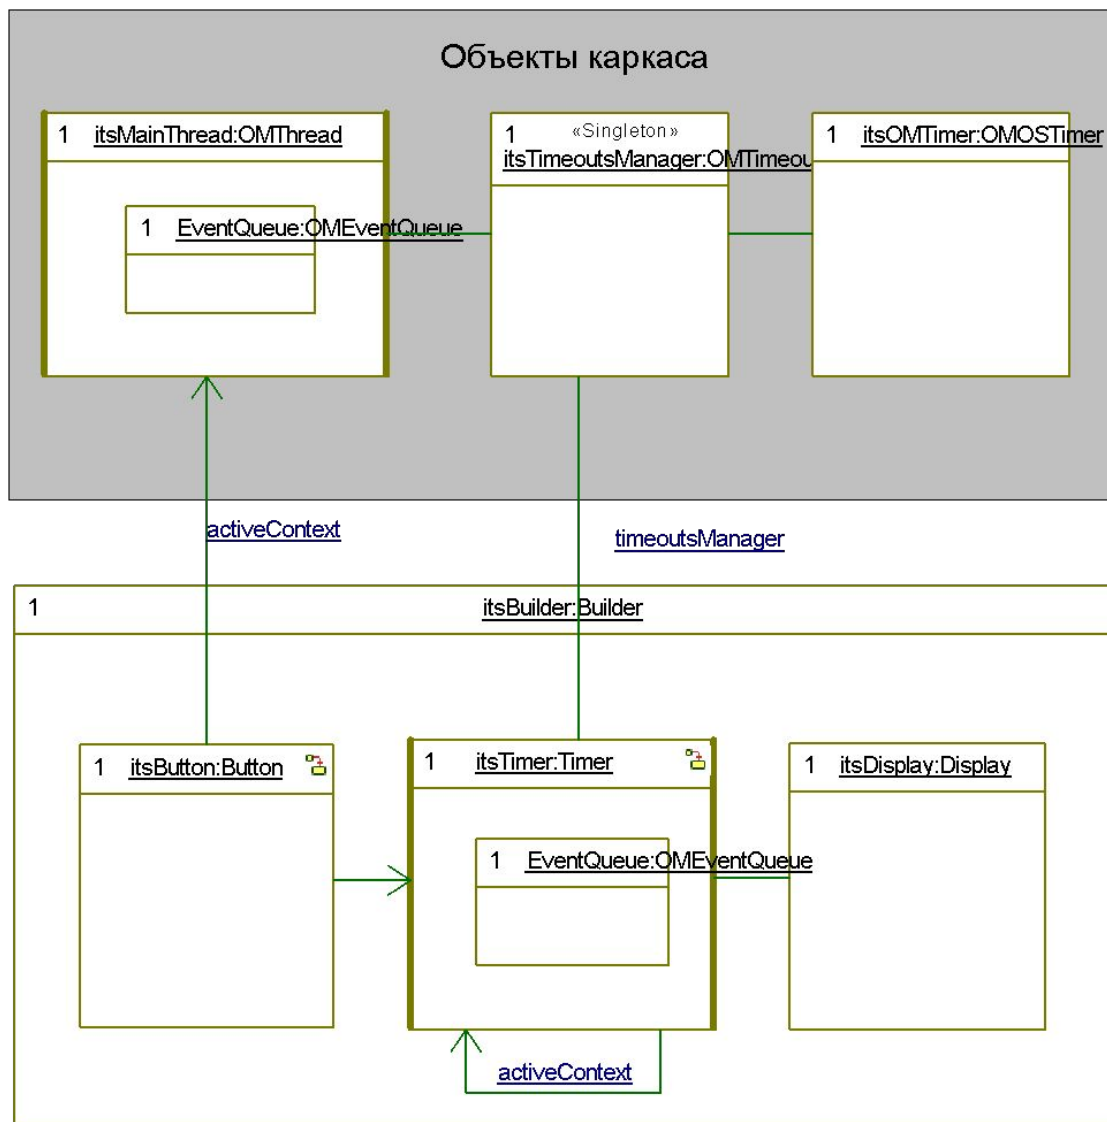 Объекты каркаса
1 itsMainThread:OMThread
1 EventQueue:OMEventQueue
1 «Singleton»
itsTimeoutsManager:OMTimeou
1 itsOMTimer:OMOSTimer
activeContext
timeoutsManager
1 itsBuilder:Builder
1 itsButton:Button
1 itsTimer:Timer
1 EventQueue:OMEventQueue
1 itsDisplay:Display
activeContext